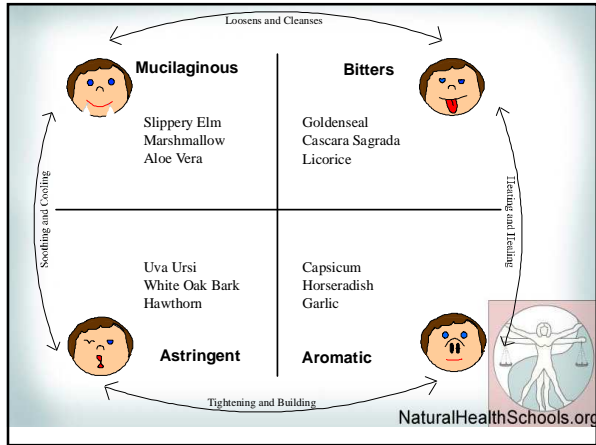 Loosens and Cleanses
Mucilaginous
Bitters
Slippery Elm
Marshmallow
Aloe Vera
Goldenseal
Cascara Sagrada
Licorice
Soothing and Cooling
Heating and Healing
Uva Ursi
White Oak Bark
Hawthorn
Capsicum
Horseradish
Garlic
Astringent
Aromatic
Tightening and Building
NaturalHealthSchools.org